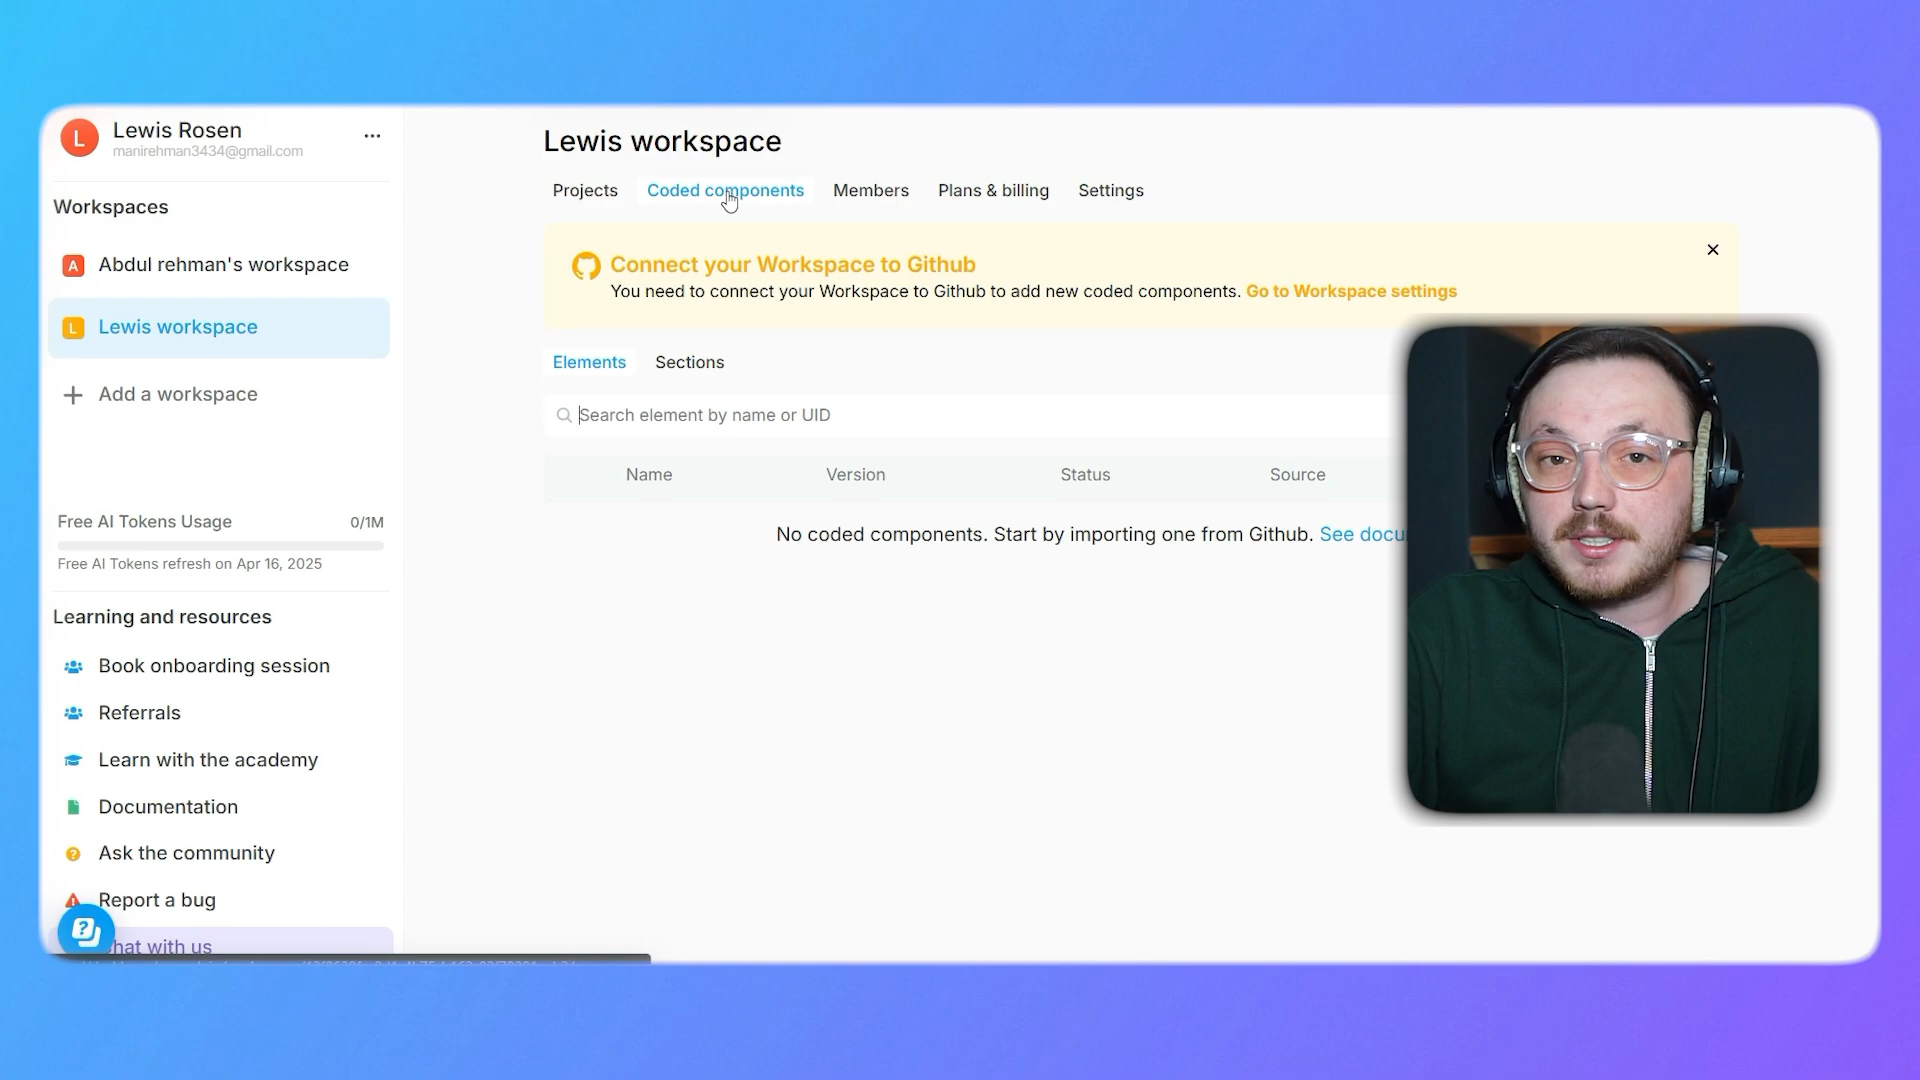 L
Lewis Rosen
manirehman3434@gmail.com
Workspaces
A
Abdul rehman's workspace
L
Lewis workspace
Add a workspace
Free AI Tokens Usage
0/1M
Free AI Tokens refresh on Apr 16, 2025
Learning and resources
Book onboarding session
Referrals
Learn with the academy
Documentation
Ask the community
Report a bug
hat with us
Lewis workspace
Projects
Coded components
Members
Plans & billing
Settings
Connect your Workspace to Github
You need to connect your Workspace to Github to add new coded components. Go to Workspace settings
Elements
Sections
Search element by name or UID
Name
Version
Status
Source
No coded components. Start by importing one from Github. See docu